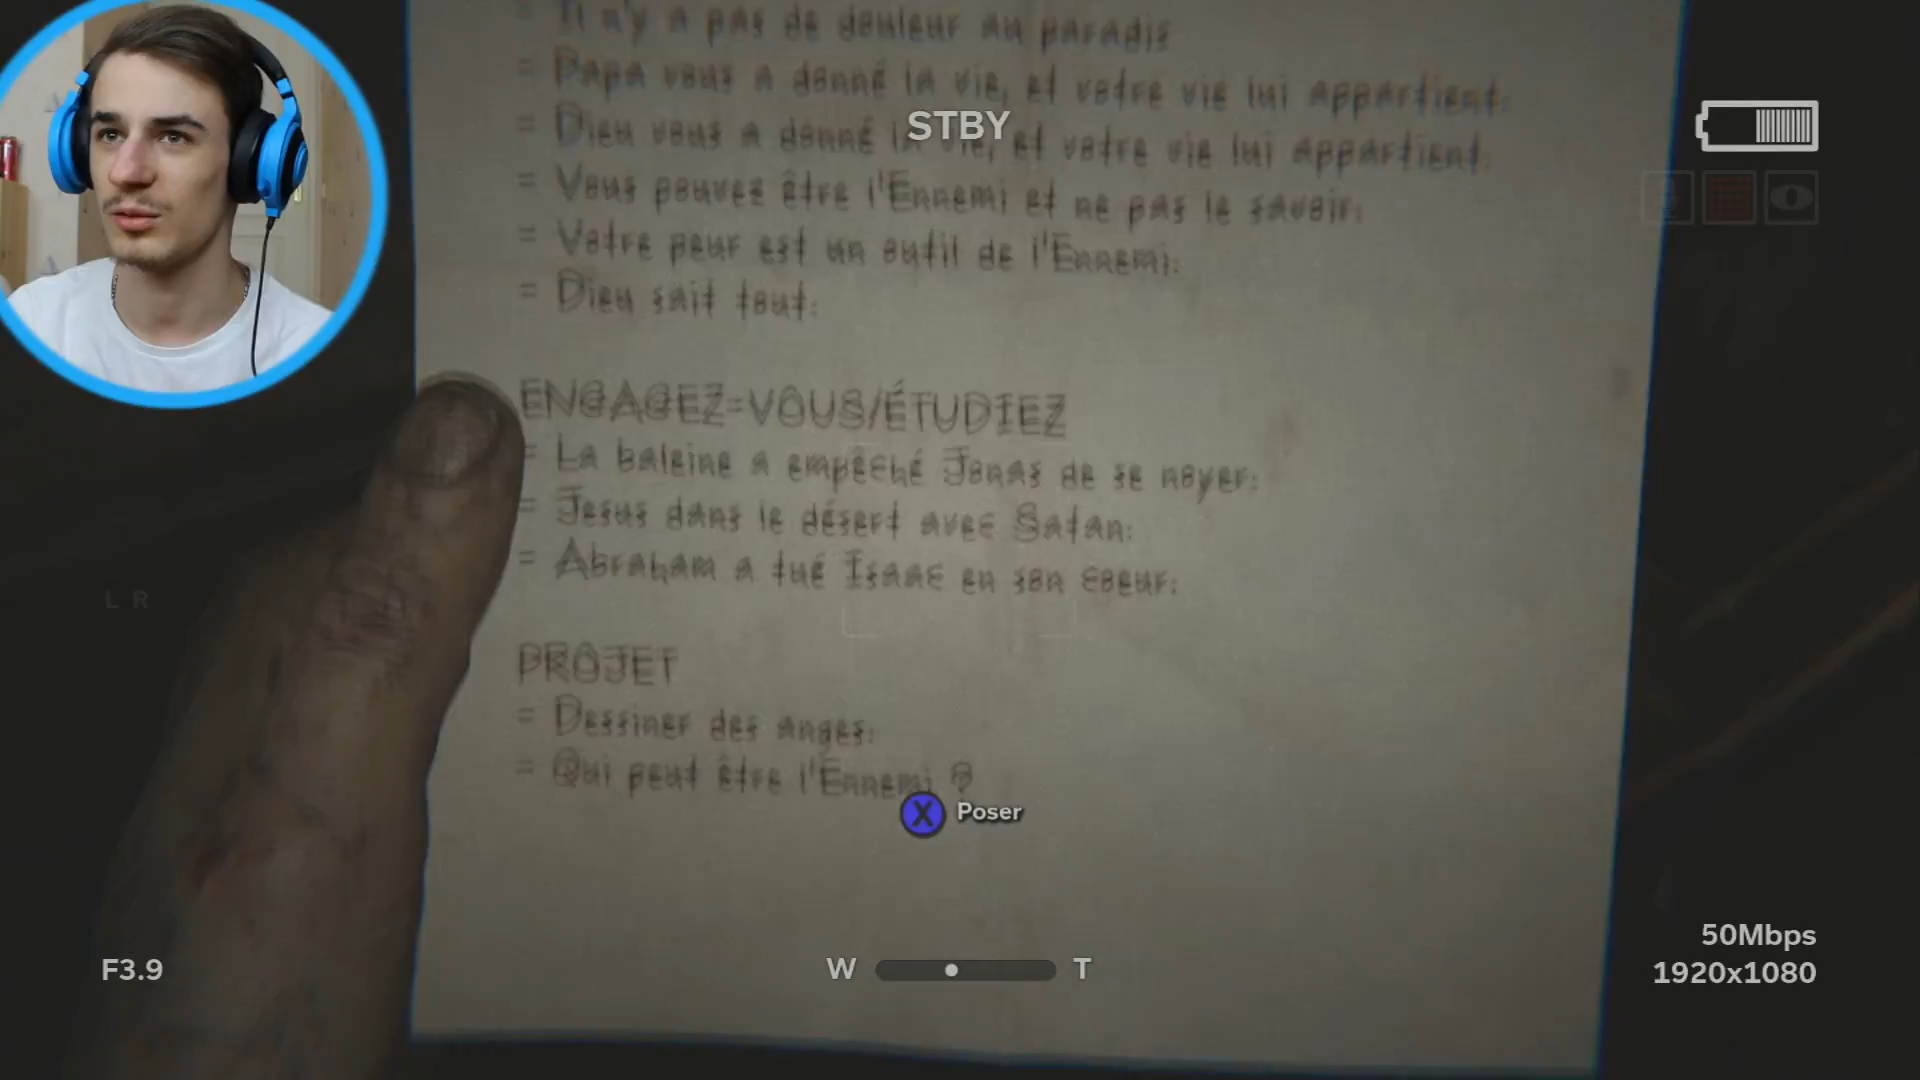 - Il n'y a pas de douleur au paradis
- Papa vous a donné la vie, et votre vie lui appartient.
STBY
- Dieu vous a donné la vie, et votre vie lui appartient.
- Vous pouvez être l'Ennemi et ne pas le savoir.
- Votre peur est un outil de l'Ennemi.
- Dieu sait tout.
ENGAGEZ-VOUS/ÉTUDIEZ
- La baleine a empêché Jonas de se noyer.
- Jesus dans le désert avec Satan.
- Abraham a tué Isaac en son coeur.
L R
PROJET
- Dessiner des anges.
- Qui peut être l'Ennemi ?
X Poser
50Mbps
F3.9
W T
1920x1080